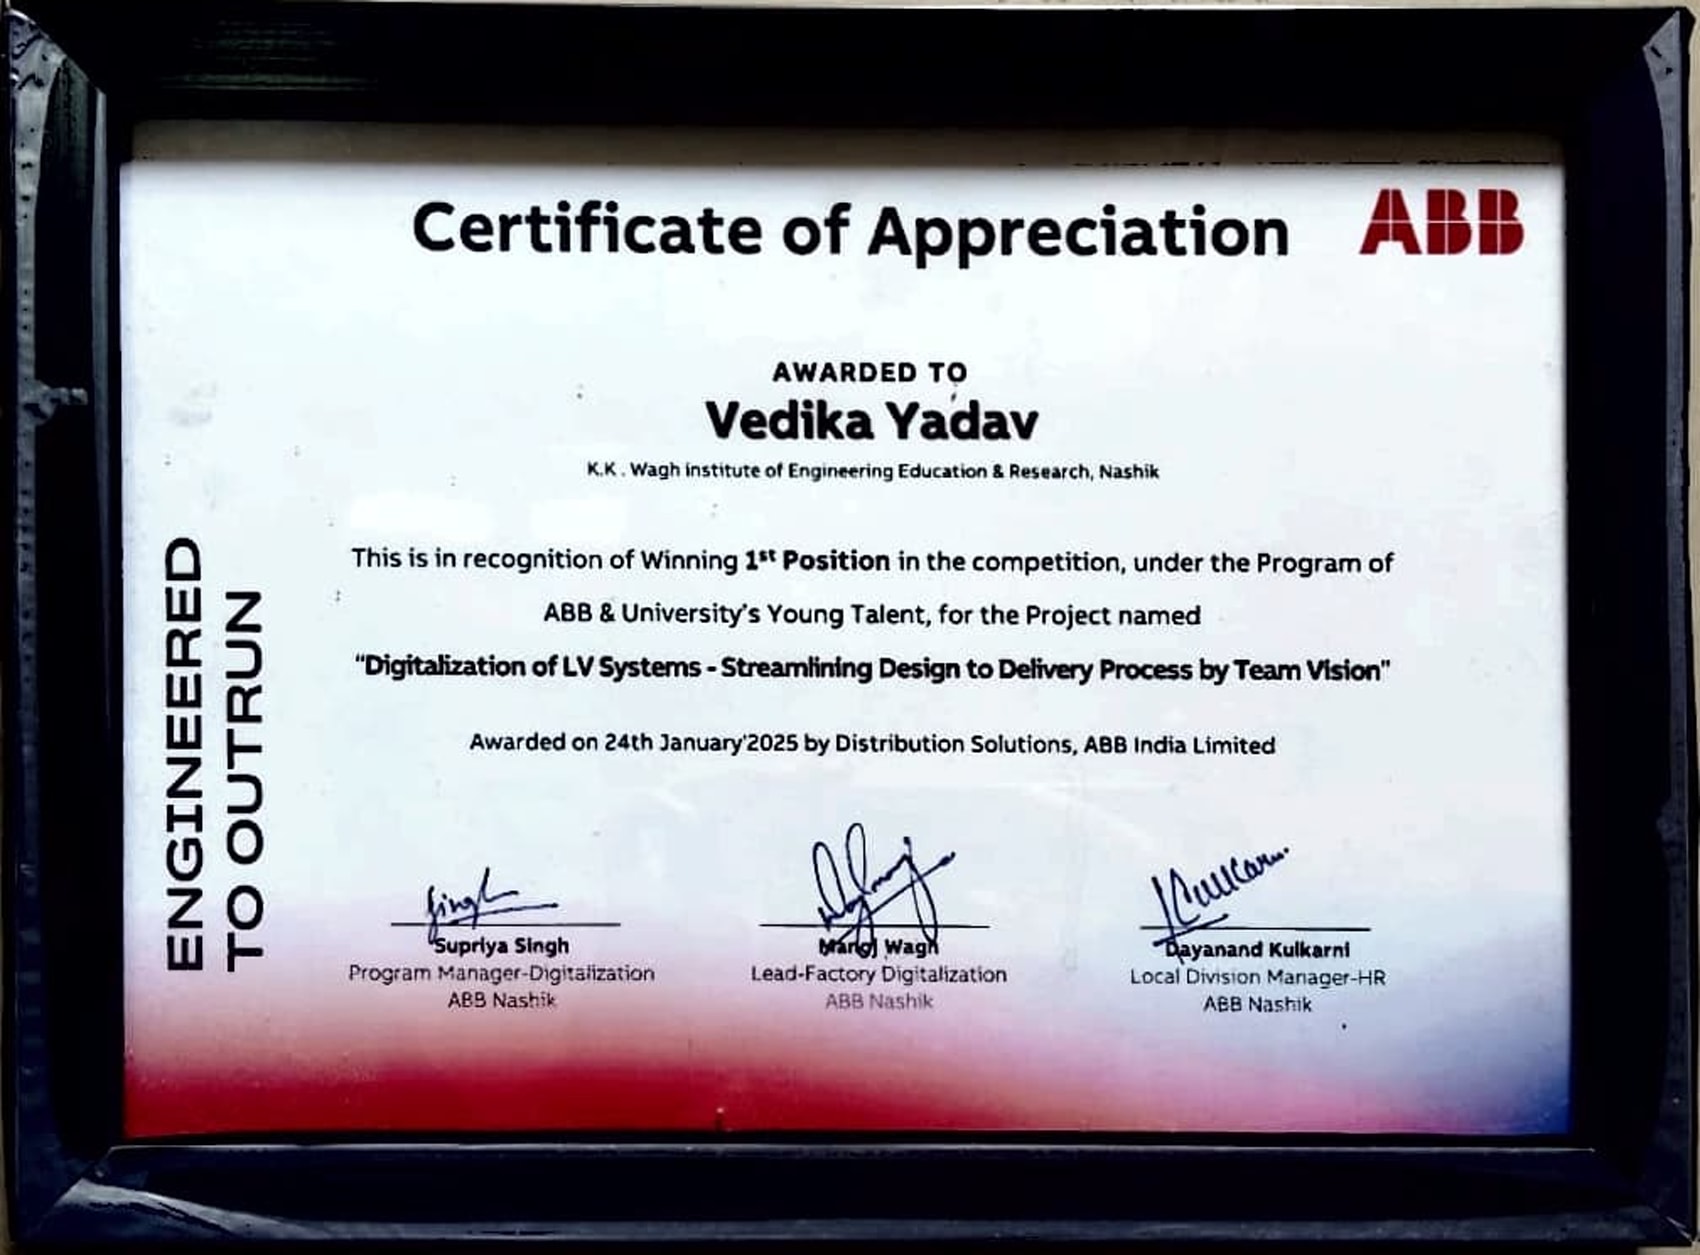 Certificate of Appreciation
ABB
AWARDED TO
Vedika Yadav
K.K. Wagh Institute of Engineering Education & Research, Nashik
This is in recognition of Winning 1st Position in the competition, under the Program of
ABB & University's Young Talent, for the Project named
"Digitalization of LV Systems - Streamlining Design to Delivery Process by Team Vision"
Awarded on 24th January'2025 by Distribution Solutions, ABB India Limited
ENGINEERED
TO OUTRUN
Singh
Kulkarni
Supriya Singh
Program Manager-Digitalization
ABB Nashik
Manoj Wagh
Lead-Factory Digitalization
ABB Nashik
Dayanand Kulkarni
Local Division Manager-HR
ABB Nashik